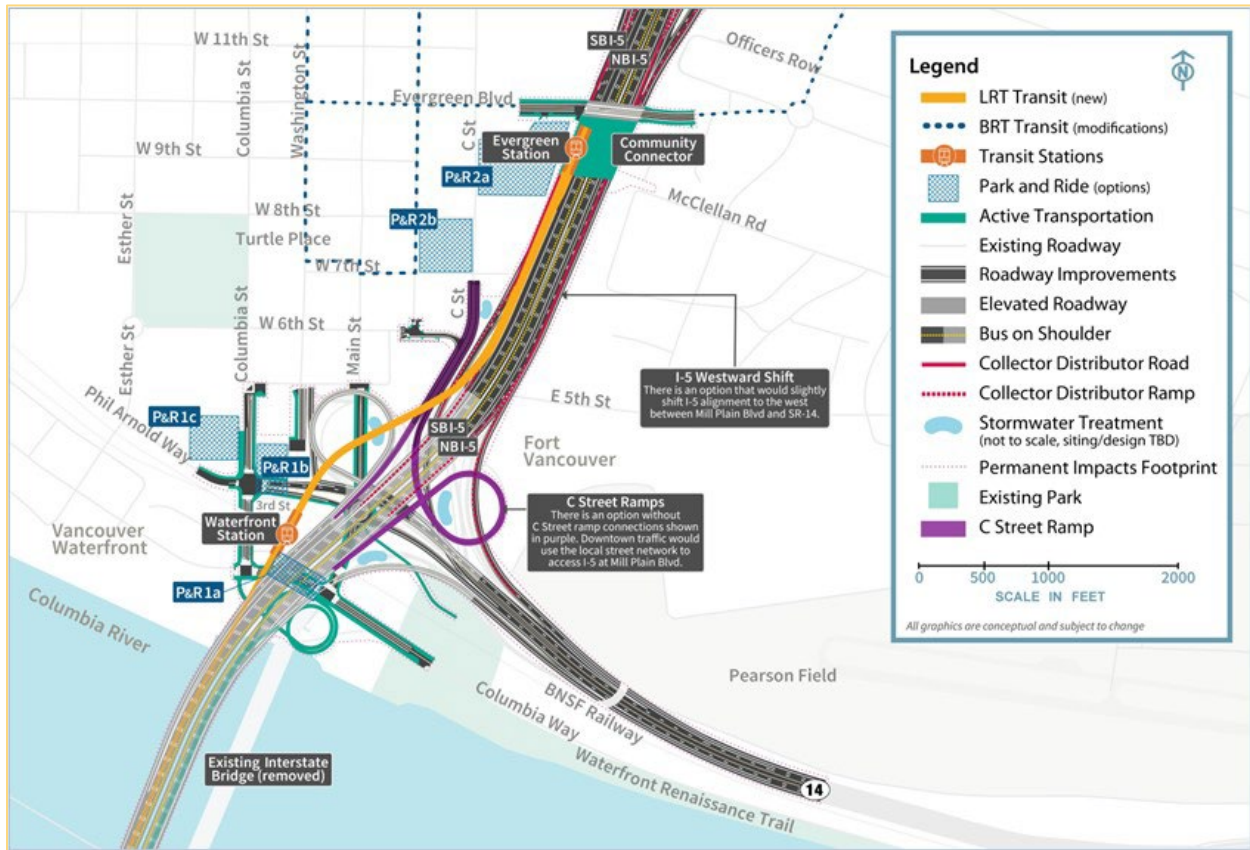 W 11th St
Columbia St
Washington St
SB I-5
NB I-5
Officers Row
Evergreen Blvd
C St
Evergreen
Station
Community
Connector
W 9th St
P&R2a
McClellan Rd
W 8th St
P&R2b
Esther St
Turtle Place
W 7th St
C St
Columbia St
Main St
W 6th St
Esther St
Phil Arnold Way
I-5 Westward Shift
There is an option that would slightly
shift I-5 alignment to the west
between Mill Plain Blvd and SR-14.
E 5th St
P&R1c
SB I-5
NB I-5
Fort
Vancouver
P&R1b
3rd St
C Street Ramps
There is an option without
C Street ramp connections shown
in purple. Downtown traffic would
use the local street network to
access I-5 at Mill Plain Blvd.
Waterfront
Station
Vancouver
Waterfront
P&R1a
Columbia River
Pearson Field
BNSF Railway
Columbia Way
Waterfront Renaissance Trail
Existing Interstate
Bridge (removed)
14
Legend
N
LRT Transit (new)
BRT Transit (modifications)
Transit Stations
Park and Ride (options)
Active Transportation
Existing Roadway
Roadway Improvements
Elevated Roadway
Bus on Shoulder
Collector Distributor Road
Collector Distributor Ramp
Stormwater Treatment
(not to scale, siting/design TBD)
Permanent Impacts Footprint
Existing Park
C Street Ramp
0 500 1000 2000
SCALE IN FEET
All graphics are conceptual and subject to change